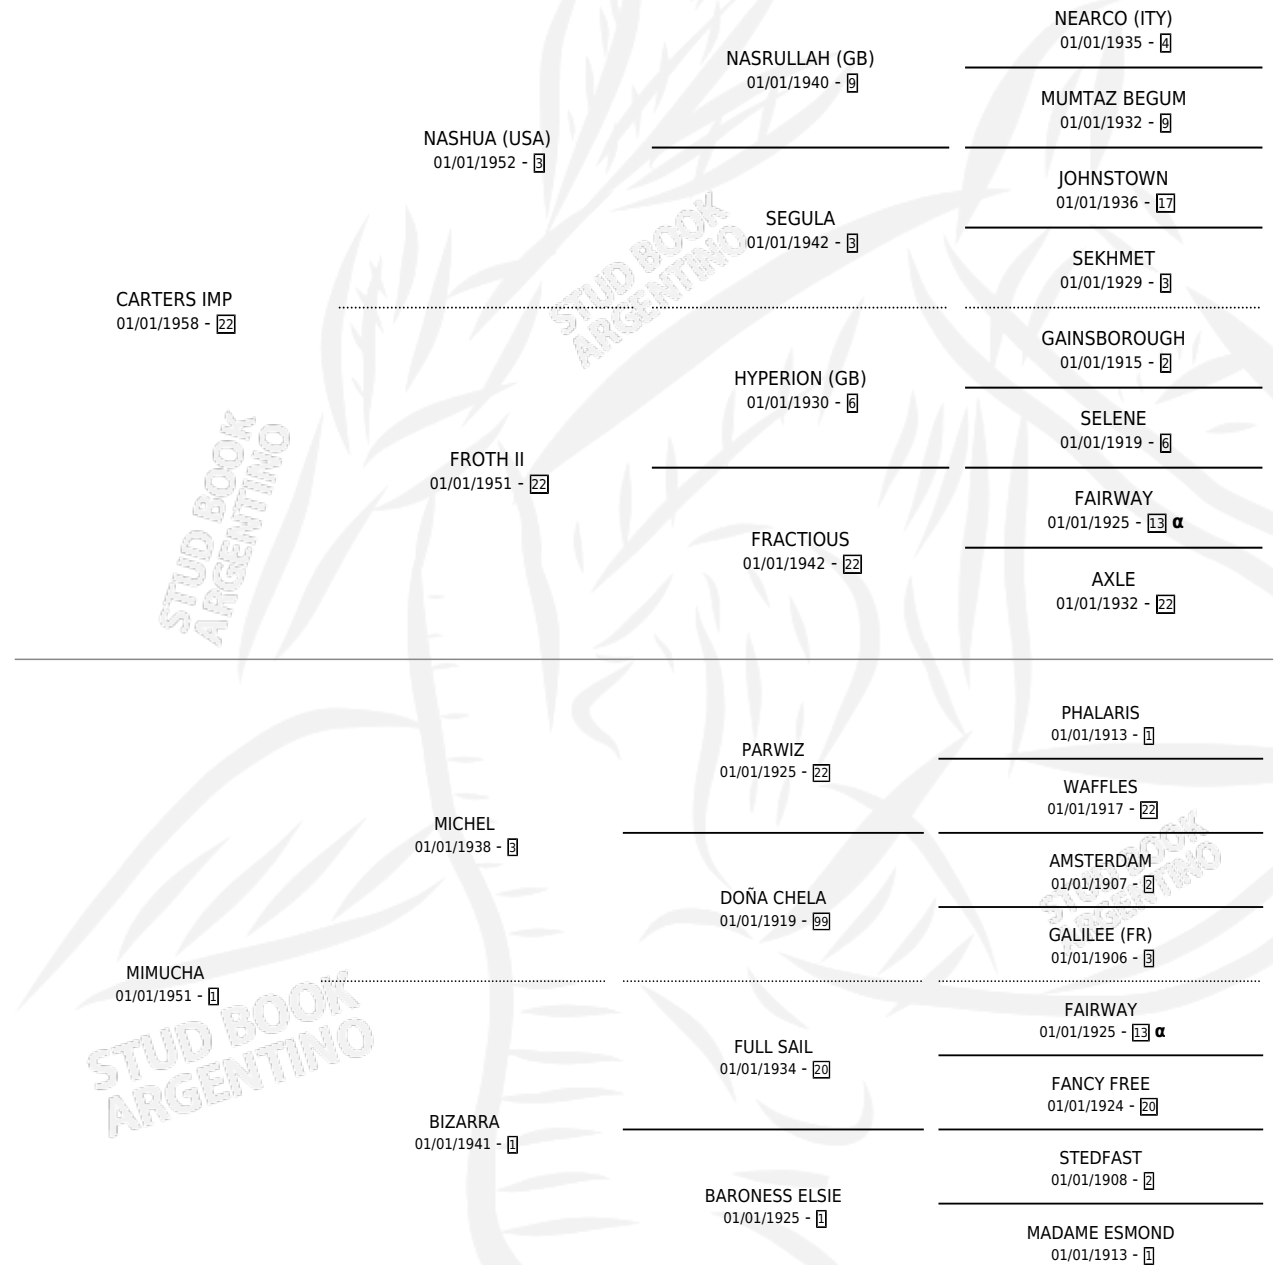 NEARCO (ITY)
01/01/1935 - 4
NASRULLAH (GB)
01/01/1940 - 9
MUMTAZ BEGUM
01/01/1932 - 9
NASHUA (USA)
01/01/1952 - 3
JOHNSTOWN
01/01/1936 - 17
SEGULA
01/01/1942 - 3
SEKHMET
01/01/1929 - 3
STUD BOOK
ARGENTINO
CARTERS IMP
01/01/1958 - 22
GAINSBOROUGH
01/01/1915 - 2
HYPERION (GB)
01/01/1930 - 6
SELENE
01/01/1919 - 6
FROTH II
01/01/1951 - 22
FAIRWAY
01/01/1925 - 13 α
FRACTIOUS
01/01/1942 - 22
AXLE
01/01/1932 - 22
STUD BOOK
ARGENTINO
PHALARIS
01/01/1913 - 1
PARWIZ
01/01/1925 - 22
WAFFLES
01/01/1917 - 22
MICHEL
01/01/1938 - 3
AMSTERDAM
01/01/1907 - 2
DOÑA CHELA
01/01/1919 - 99
GALILEE (FR)
01/01/1906 - 3
STUD BOOK
ARGENTINO
MIMUCHA
01/01/1951 - 1
FAIRWAY
01/01/1925 - 13 α
FULL SAIL
01/01/1934 - 20
FANCY FREE
01/01/1924 - 20
STUD BOOK
ARGENTINO
BIZARRA
01/01/1941 - 1
STEDFAST
01/01/1908 - 2
BARONESS ELSIE
01/01/1925 - 1
MADAME ESMOND
01/01/1913 - 1